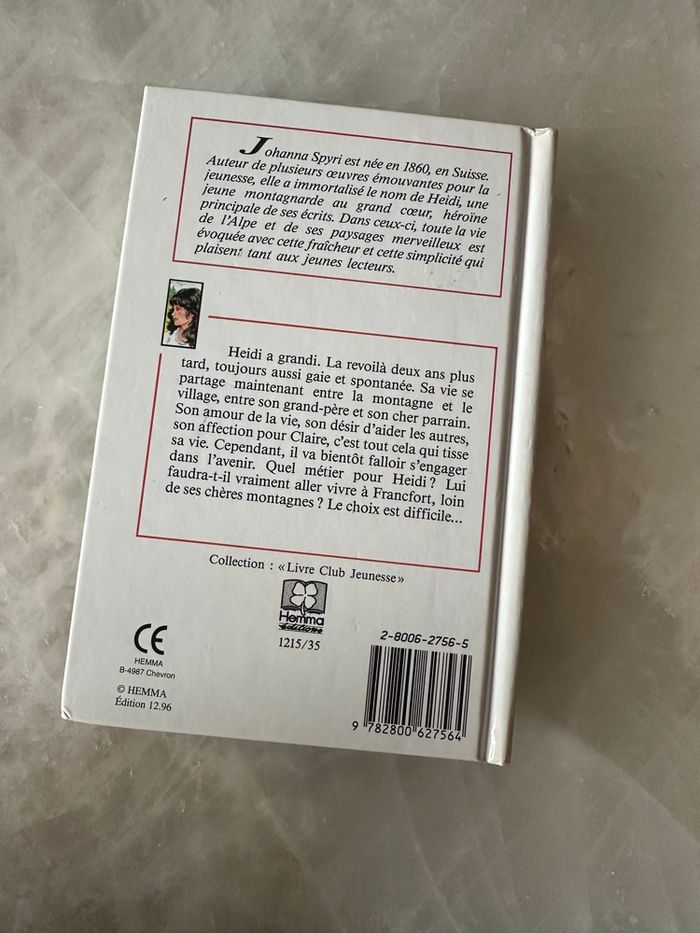 Johanna Spyri est née en 1860, en Suisse.
Auteur de plusieurs œuvres émouvantes pour la
jeunesse, elle a immortalisé le nom de Heidi, une
jeune montagnarde au grand cœur, héroïne
principale de ses écrits. Dans ceux-ci, toute la vie
de l'Alpe et de ses paysages merveilleux est
évoquée avec cette fraîcheur et cette simplicité qui
plaisent tant aux jeunes lecteurs.
Heidi a grandi. La revoilà deux ans plus
tard, toujours aussi gaie et spontanée. Sa vie se
partage maintenant entre la montagne et le
village, entre son grand-père et son cher parrain.
Son amour de la vie, son désir d'aider les autres,
son affection pour Claire, c'est tout cela qui tisse
sa vie. Cependant, il va bientôt falloir s'engager
dans l'avenir. Quel métier pour Heidi ? Lui
faudra-t-il vraiment aller vivre à Francfort, loin
de ses chères montagnes ? Le choix est difficile...
Collection : « Livre Club Jeunesse »
Hemma
éditions
1215/35
CE
HEMMA
B-4987 Chevron
© HEMMA
Édition 12.96
2-8006-2756-5
9 782800 627564